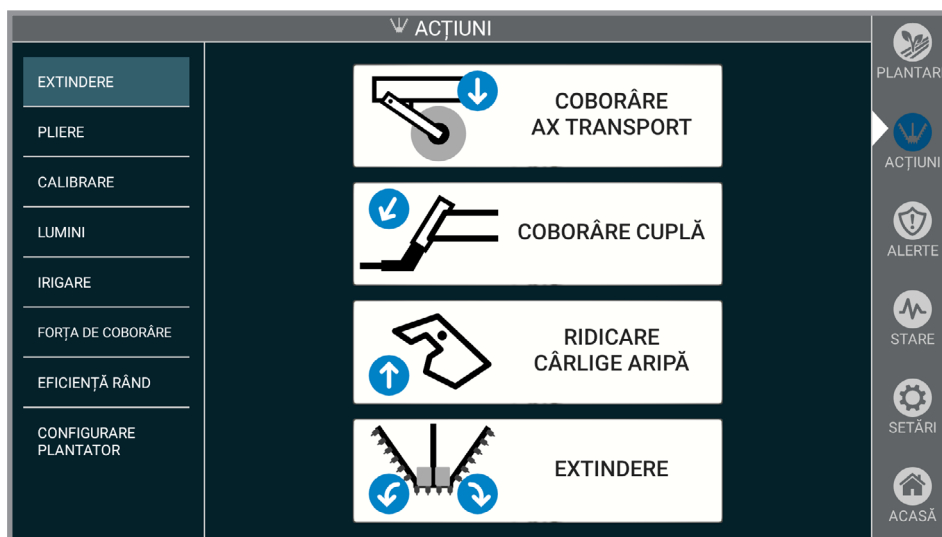 ACȚIUNI
EXTINDERE
PLIERE
CALIBRARE
LUMINI
IRIGARE
FORȚA DE COBORÂRE
EFICIENȚĂ RÂND
CONFIGURARE
PLANTATOR
COBORÂRE
AX TRANSPORT
COBORÂRE CUPLĂ
RIDICARE
CÂRLIGE ARIPĂ
EXTINDERE
PLANTAR
ACȚIUNI
ALERTE
STARE
SETĂRI
ACASĂ